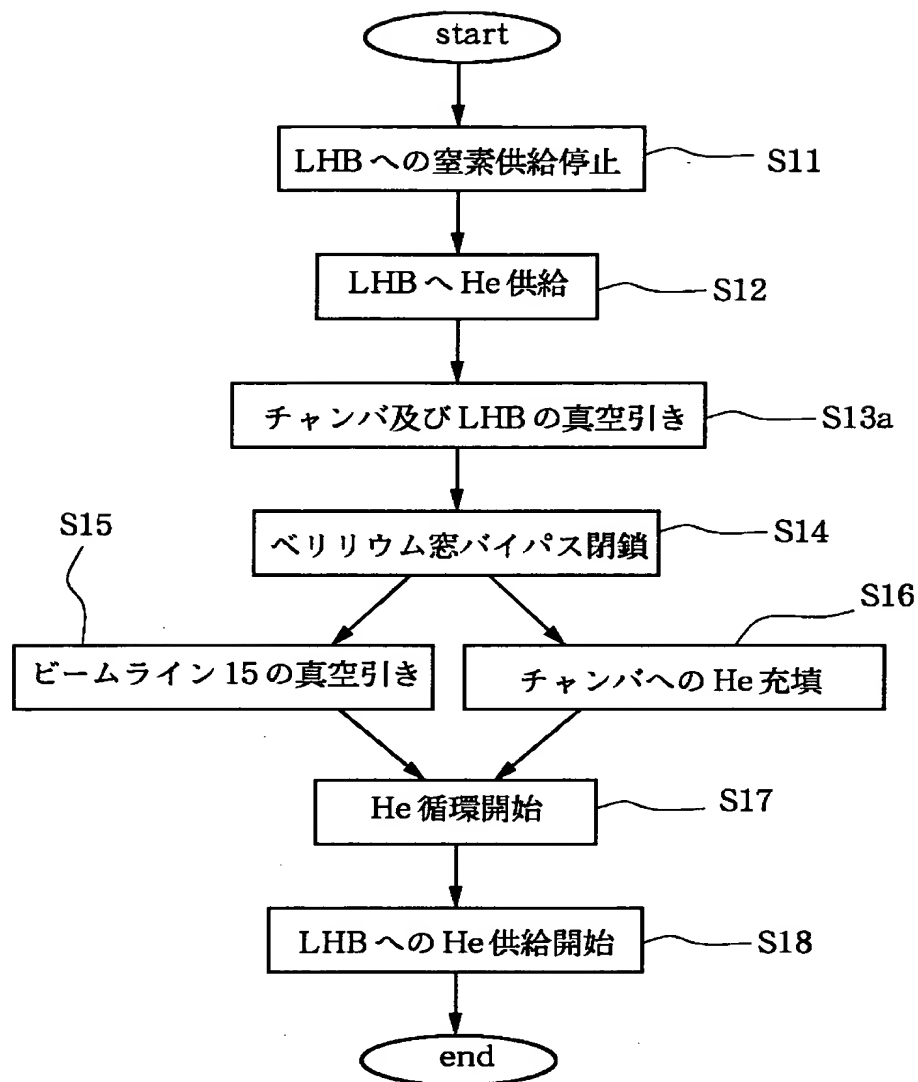 start
LHBへの窒素供給停止
S11
LHBへHe供給
S12
チャンバ及びLHBの真空引き
S13a
ベリリウム窓バイパス閉鎖
S14
S15
S16
ビームライン15の真空引き
チャンバへのHe充填
He循環開始
S17
LHBへのHe供給開始
S18
end